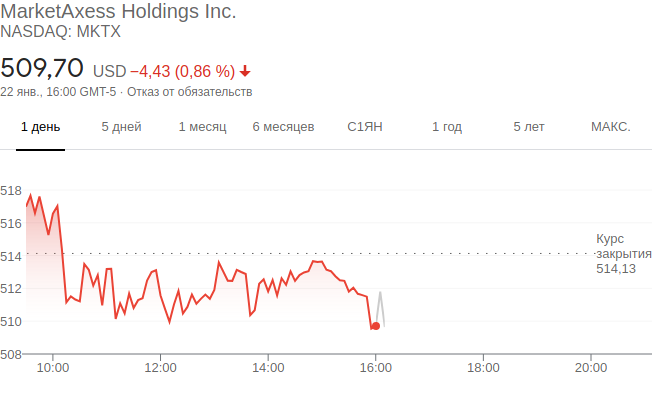 MarketAxess Holdings Inc.
NASDAQ: MKTX
509,70 USD −4,43 (0,86 %)
22 янв., 16:00 GMT-5 · Отказ от обязательств
1 день 5 дней 1 месяц 6 месяцев С1ЯН 1 год 5 лет МАКС.
518
516
514
512
510
508
Курс
закрытия
514,13
10:00 12:00 14:00 16:00 18:00 20:00